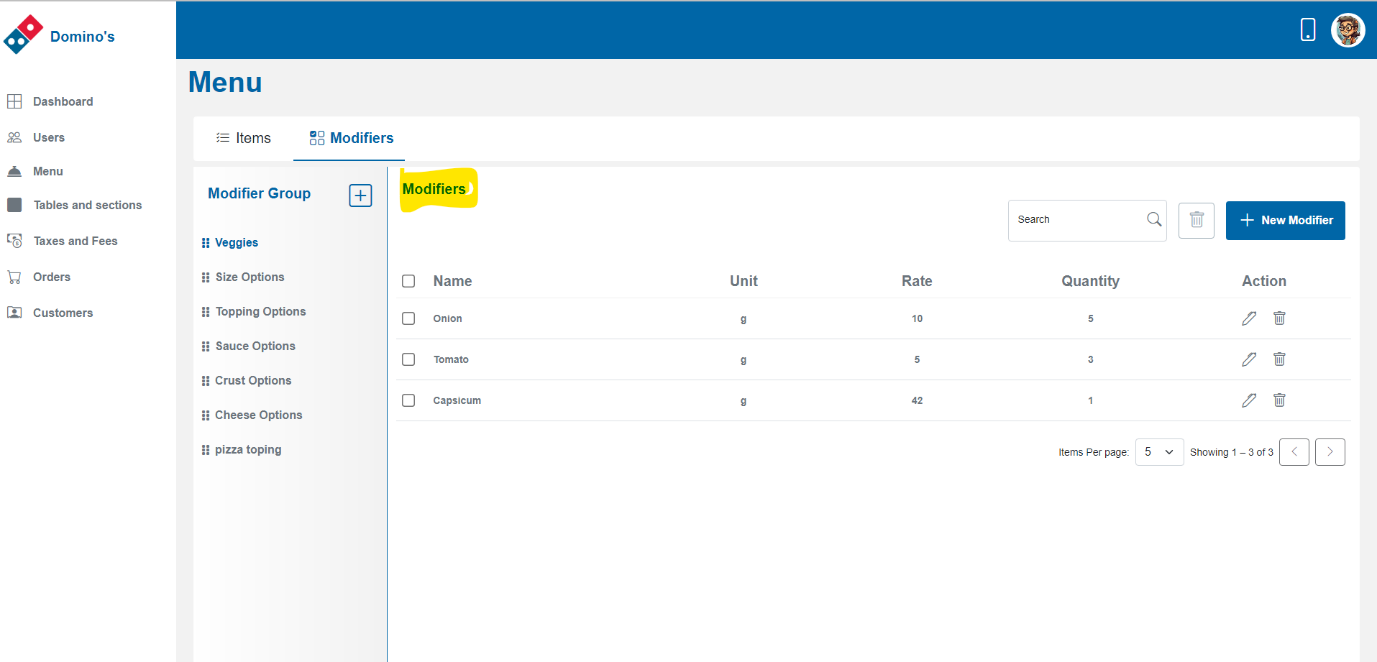 Domino's
Dashboard
Users
Menu
Tables and sections
Taxes and Fees
Orders
Customers
Menu
Items
Modifiers
Modifier Group
Veggies
Size Options
Topping Options
Sauce Options
Crust Options
Cheese Options
pizza toping
Modifiers
Search
New Modifier
Name Unit Rate Quantity Action
Onion g 10 5
Tomato g 5 3
Capsicum g 42 1
Items Per page: 5 Showing 1 – 3 of 3